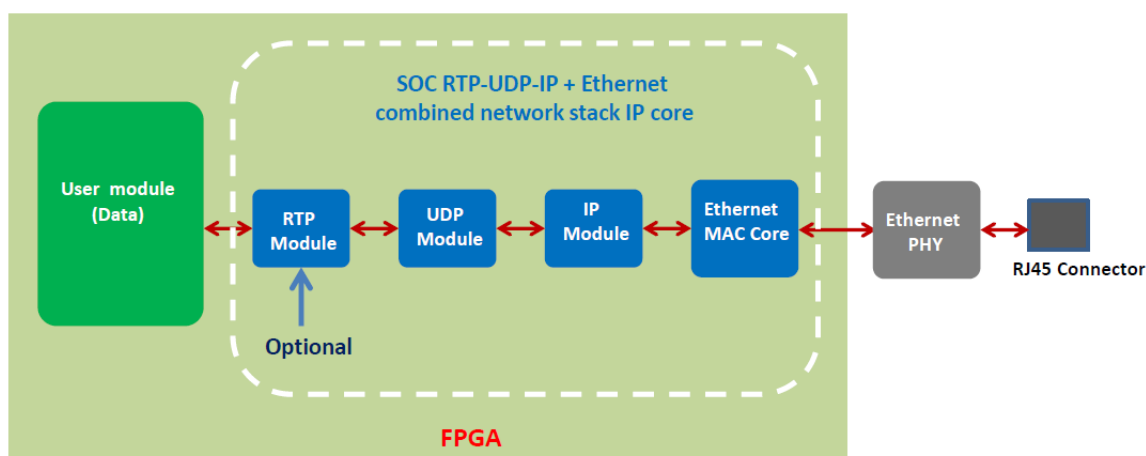 SOC RTP-UDP-IP + Ethernet
combined network stack IP core
User module
(Data)
RTP
Module
UDP
Module
IP
Module
Ethernet
MAC Core
Ethernet
PHY
RJ45 Connector
Optional
FPGA